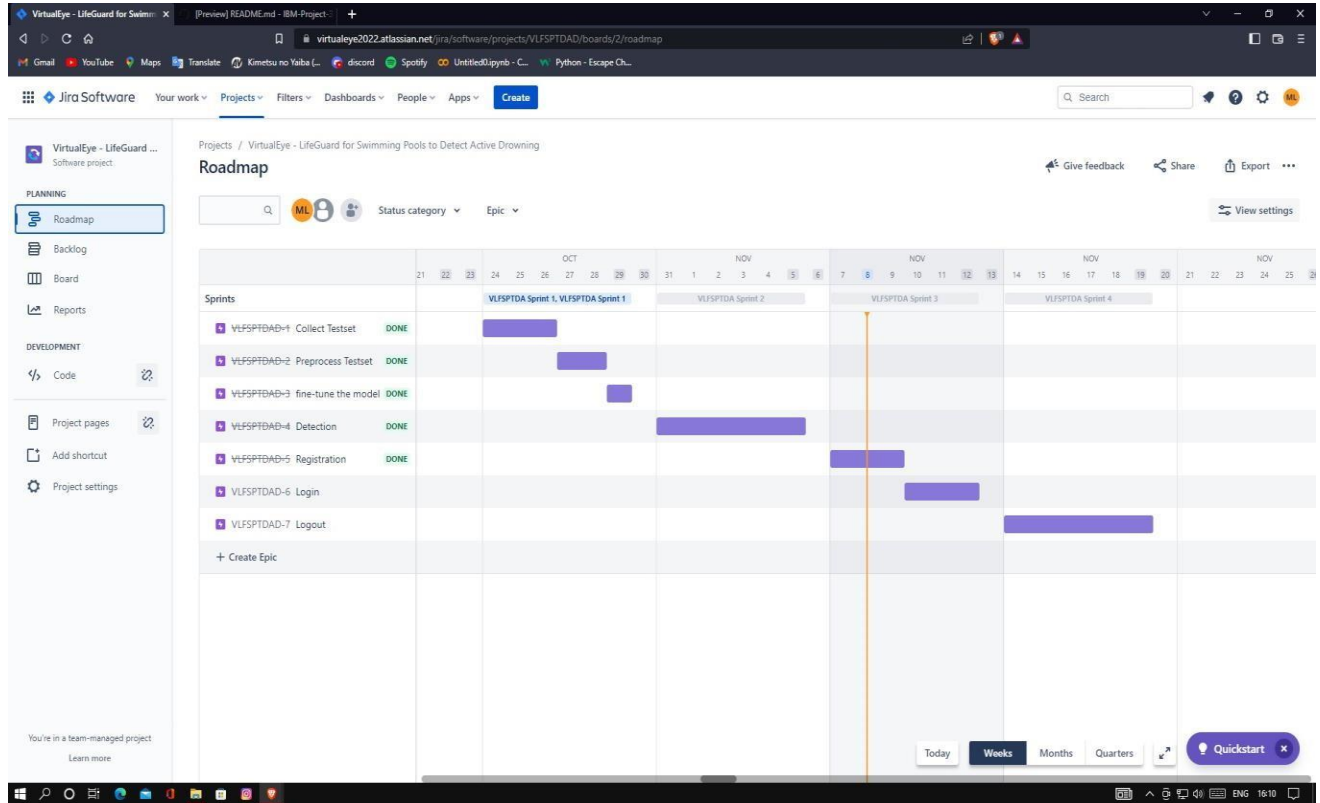 VirtualEye - LifeGuard for Swimm
[Preview] README.md - IBM-Project-3
virtualeye2022.atlassian.net/jira/software/projects/VLFSPTDAD/boards/2/roadmap
Gmail YouTube Maps Translate Kimetsu no Yaiba (... discord Spotify Untitled0.ipynb - C... Python - Escape Ch...
Jira Software Your work Projects Filters Dashboards People Apps Create Search ML
VirtualEye - LifeGuard ...
Software project
PLANNING
Roadmap
Backlog
Board
Reports
DEVELOPMENT
Code
Project pages
Add shortcut
Project settings
You're in a team-managed project
Learn more
Projects / VirtualEye - LifeGuard for Swimming Pools to Detect Active Drowning
Roadmap
Give feedback Share Export
ML Status category Epic View settings
OCT NOV NOV NOV NOV
21 22 23 24 25 26 27 28 29 30 31 1 2 3 4 5 6 7 8 9 10 11 12 13 14 15 16 17 18 19 20 21 22 23 24 25
Sprints VLFSPTDA Sprint 1, VLFSPTDA Sprint 1 VLFSPTDA Sprint 2 VLFSPTDA Sprint 3 VLFSPTDA Sprint 4
VLFSPTDAD-1 Collect Testset DONE
VLFSPTDAD-2 Preprocess Testset DONE
VLFSPTDAD-3 fine-tune the model DONE
VLFSPTDAD-4 Detection DONE
VLFSPTDAD-5 Registration DONE
VLFSPTDAD-6 Login
VLFSPTDAD-7 Logout
+ Create Epic
Today Weeks Months Quarters Quickstart
ENG 16:10